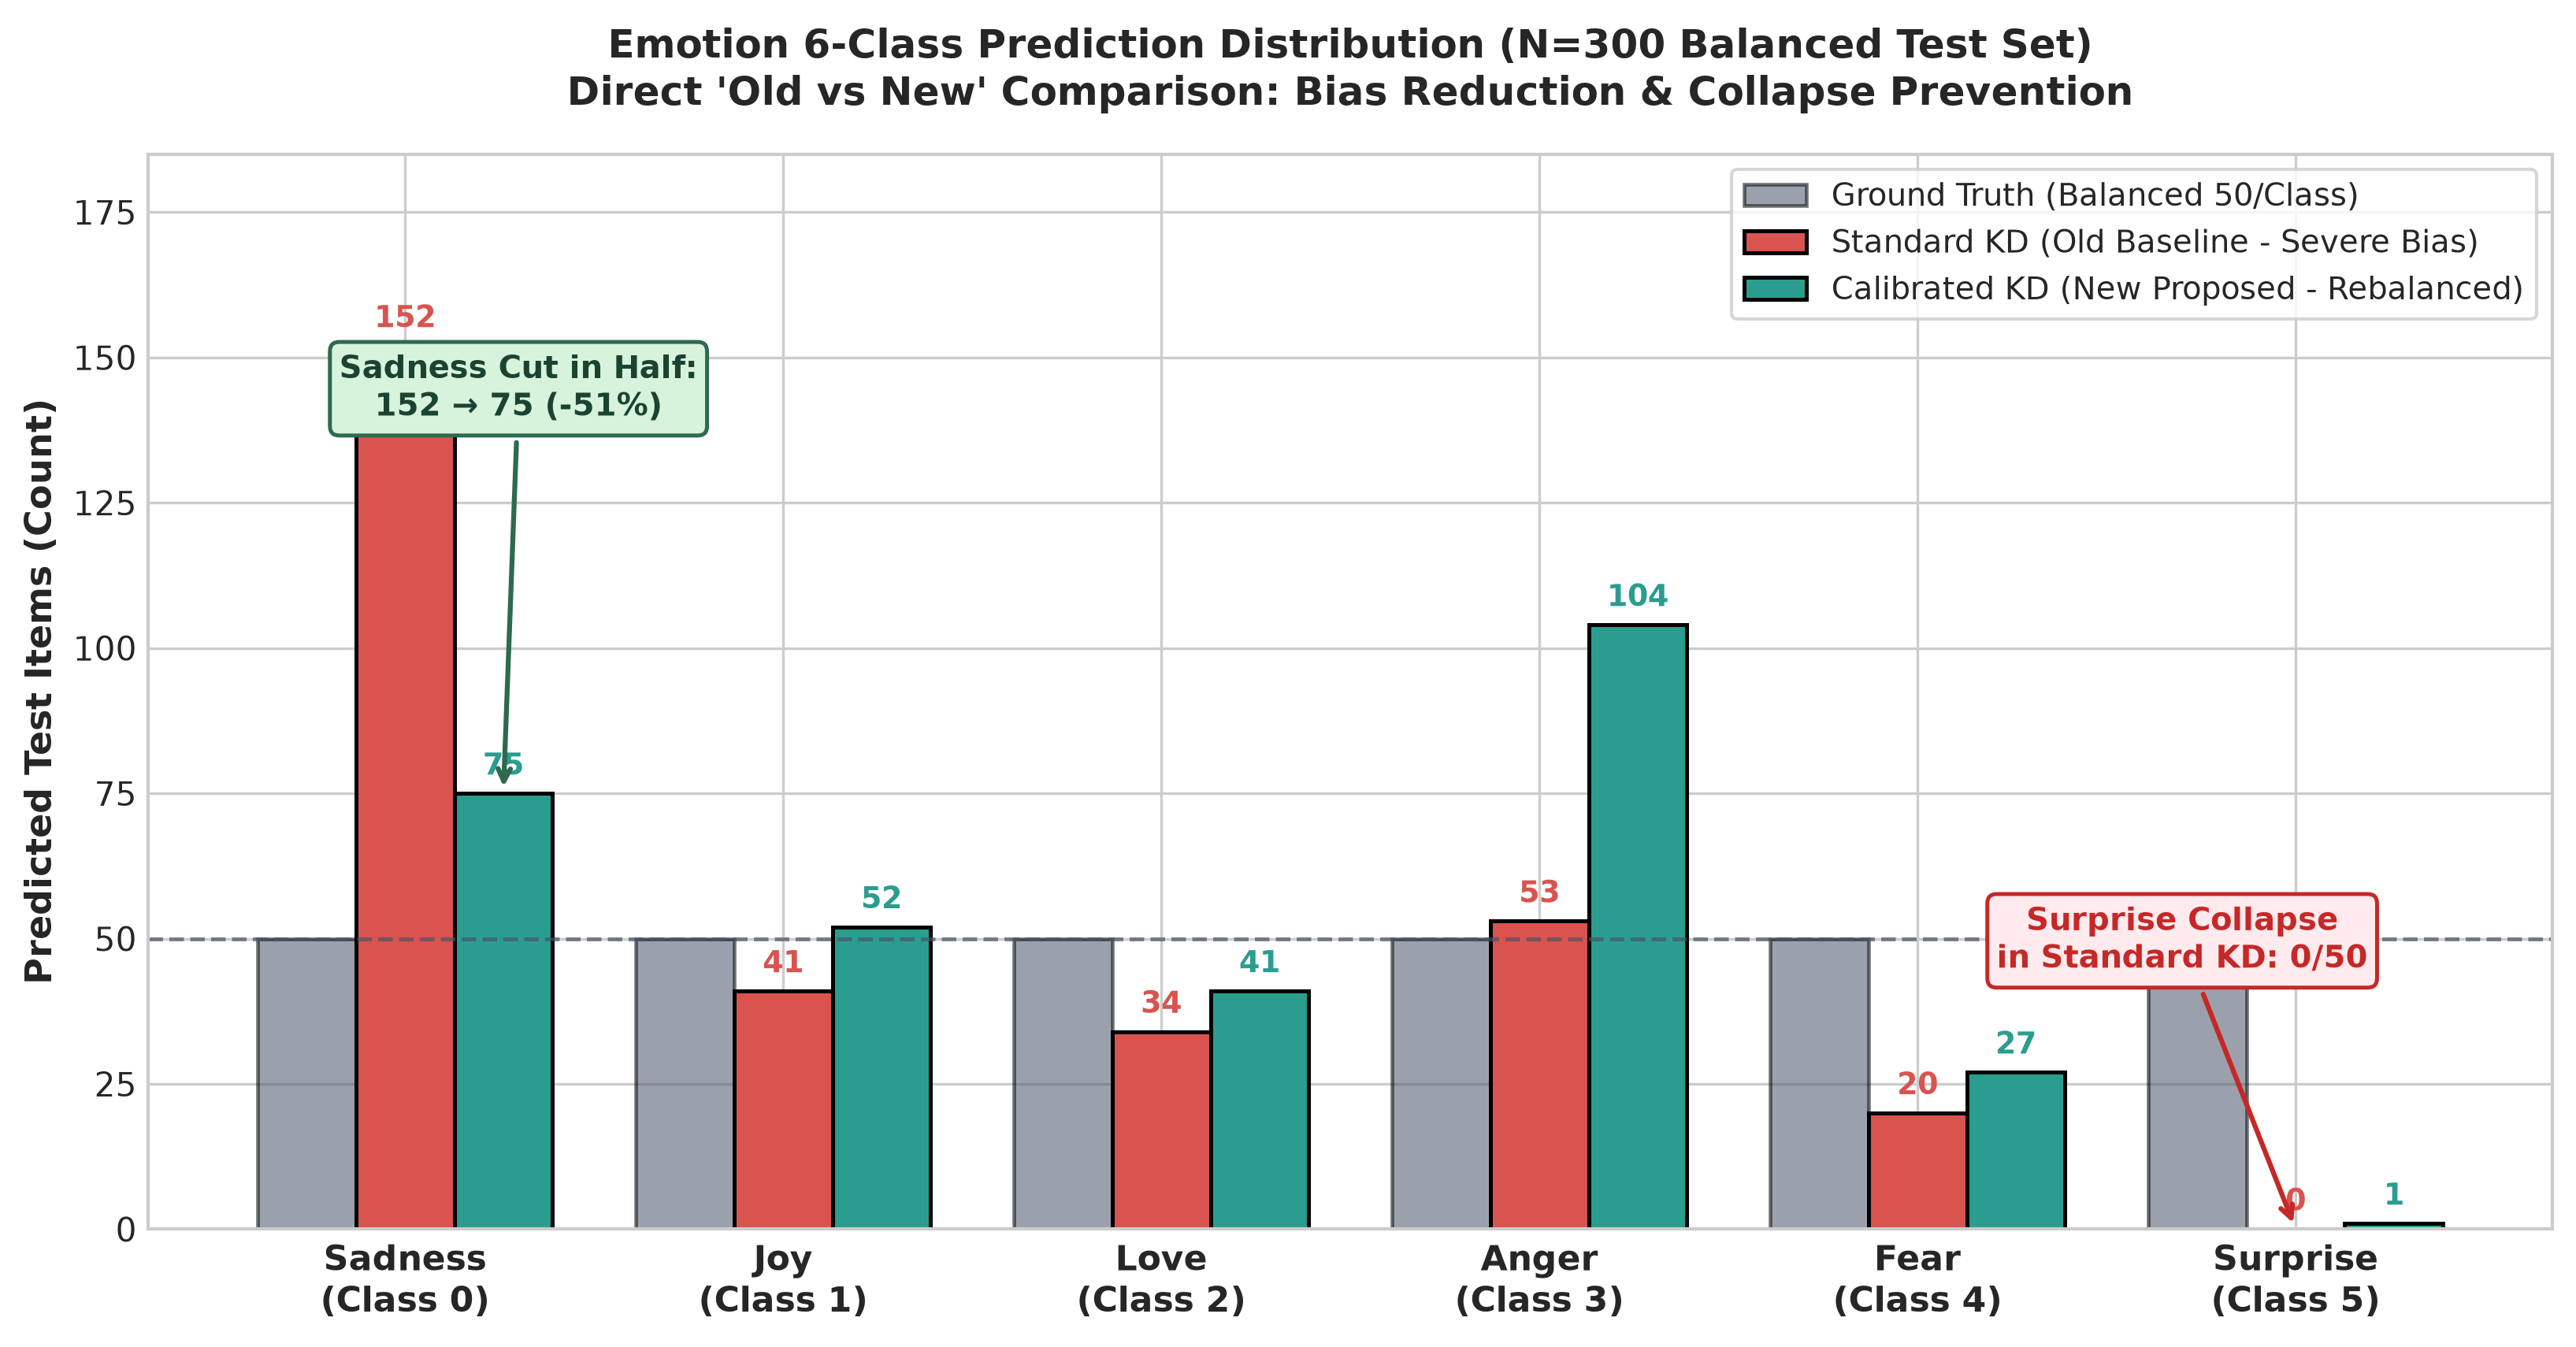 Emotion 6-Class Prediction Distribution (N=300 Balanced Test Set)
Direct 'Old vs New' Comparison: Bias Reduction & Collapse Prevention
Predicted Test Items (Count)
175
150
125
100
75
50
25
0
Ground Truth (Balanced 50/Class)
Standard KD (Old Baseline - Severe Bias)
Calibrated KD (New Proposed - Rebalanced)
152
Sadness Cut in Half:
152 → 75 (-51%)
75
41
52
34
41
53
104
20
27
Surprise Collapse
in Standard KD: 0/50
0
1
Sadness
(Class 0)
Joy
(Class 1)
Love
(Class 2)
Anger
(Class 3)
Fear
(Class 4)
Surprise
(Class 5)